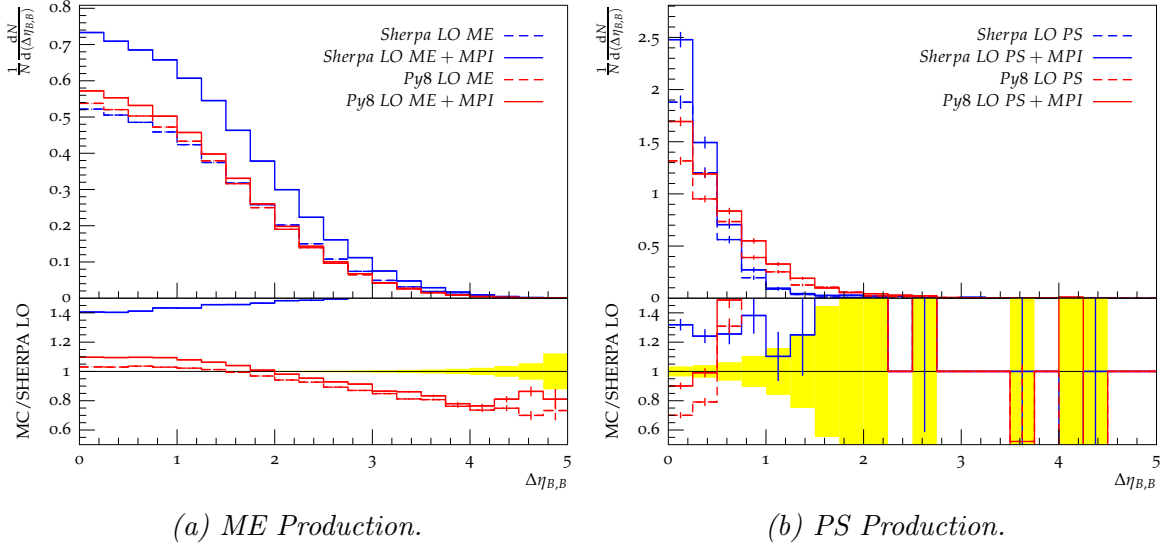 Sherpa LO ME
Sherpa LO ME + MPI
Py8 LO ME
Py8 LO ME + MPI
0
0.1
0.2
0.3
0.4
0.5
0.6
0.7
0.8
1/N dN/d(Δη_{B,B})
0.6
0.8
1
1.2
1.4
MC/SHERPA LO
0 1 2 3 4 5
Δη_{B,B}
(a) ME Production.
Sherpa LO PS
Sherpa LO PS + MPI
Py8 LO PS
Py8 LO PS + MPI
0
0.5
1
1.5
2
2.5
1/N dN/d(Δη_{B,B})
0.6
0.8
1
1.2
1.4
MC/SHERPA LO
0 1 2 3 4 5
Δη_{B,B}
(b) PS Production.